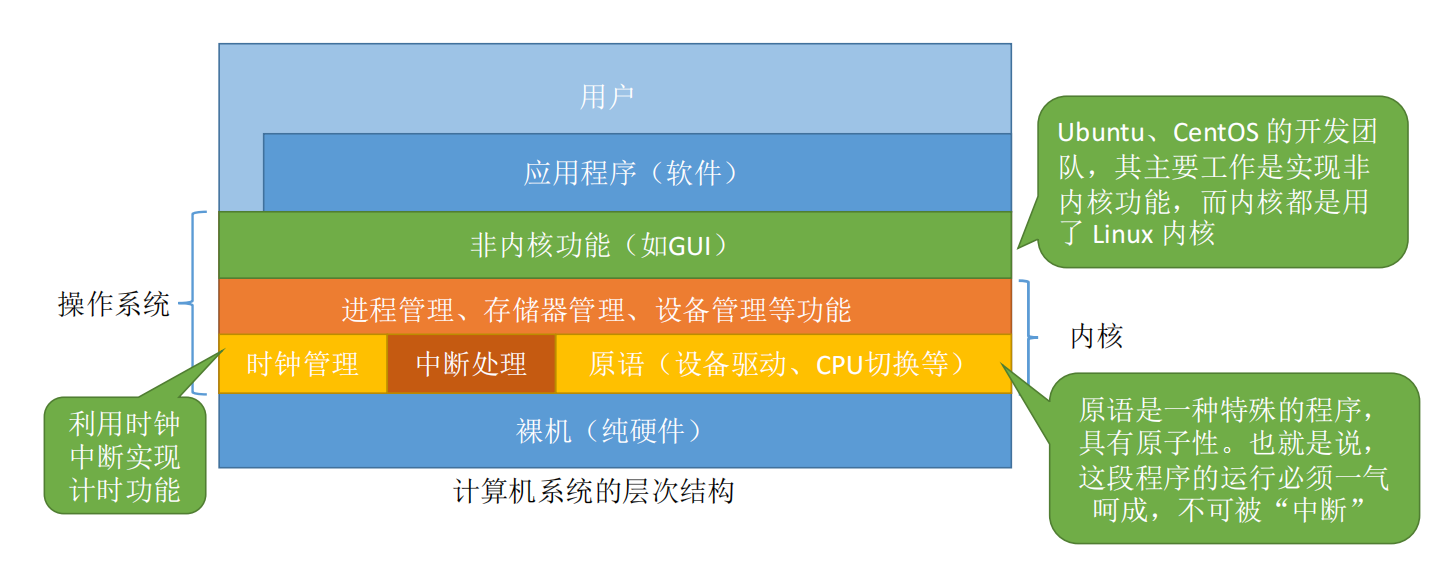 用户
应用程序（软件）
非内核功能（如GUI）
Ubuntu、CentOS 的开发团
队，其主要工作是实现非
内核功能，而内核都是用
了 Linux 内核
操作系统
进程管理、存储器管理、设备管理等功能
内核
时钟管理
中断处理
原语（设备驱动、CPU切换等）
利用时钟
中断实现
计时功能
裸机（纯硬件）
原语是一种特殊的程序，
具有原子性。也就是说，
这段程序的运行必须一气
呵成，不可被“中断”
计算机系统的层次结构